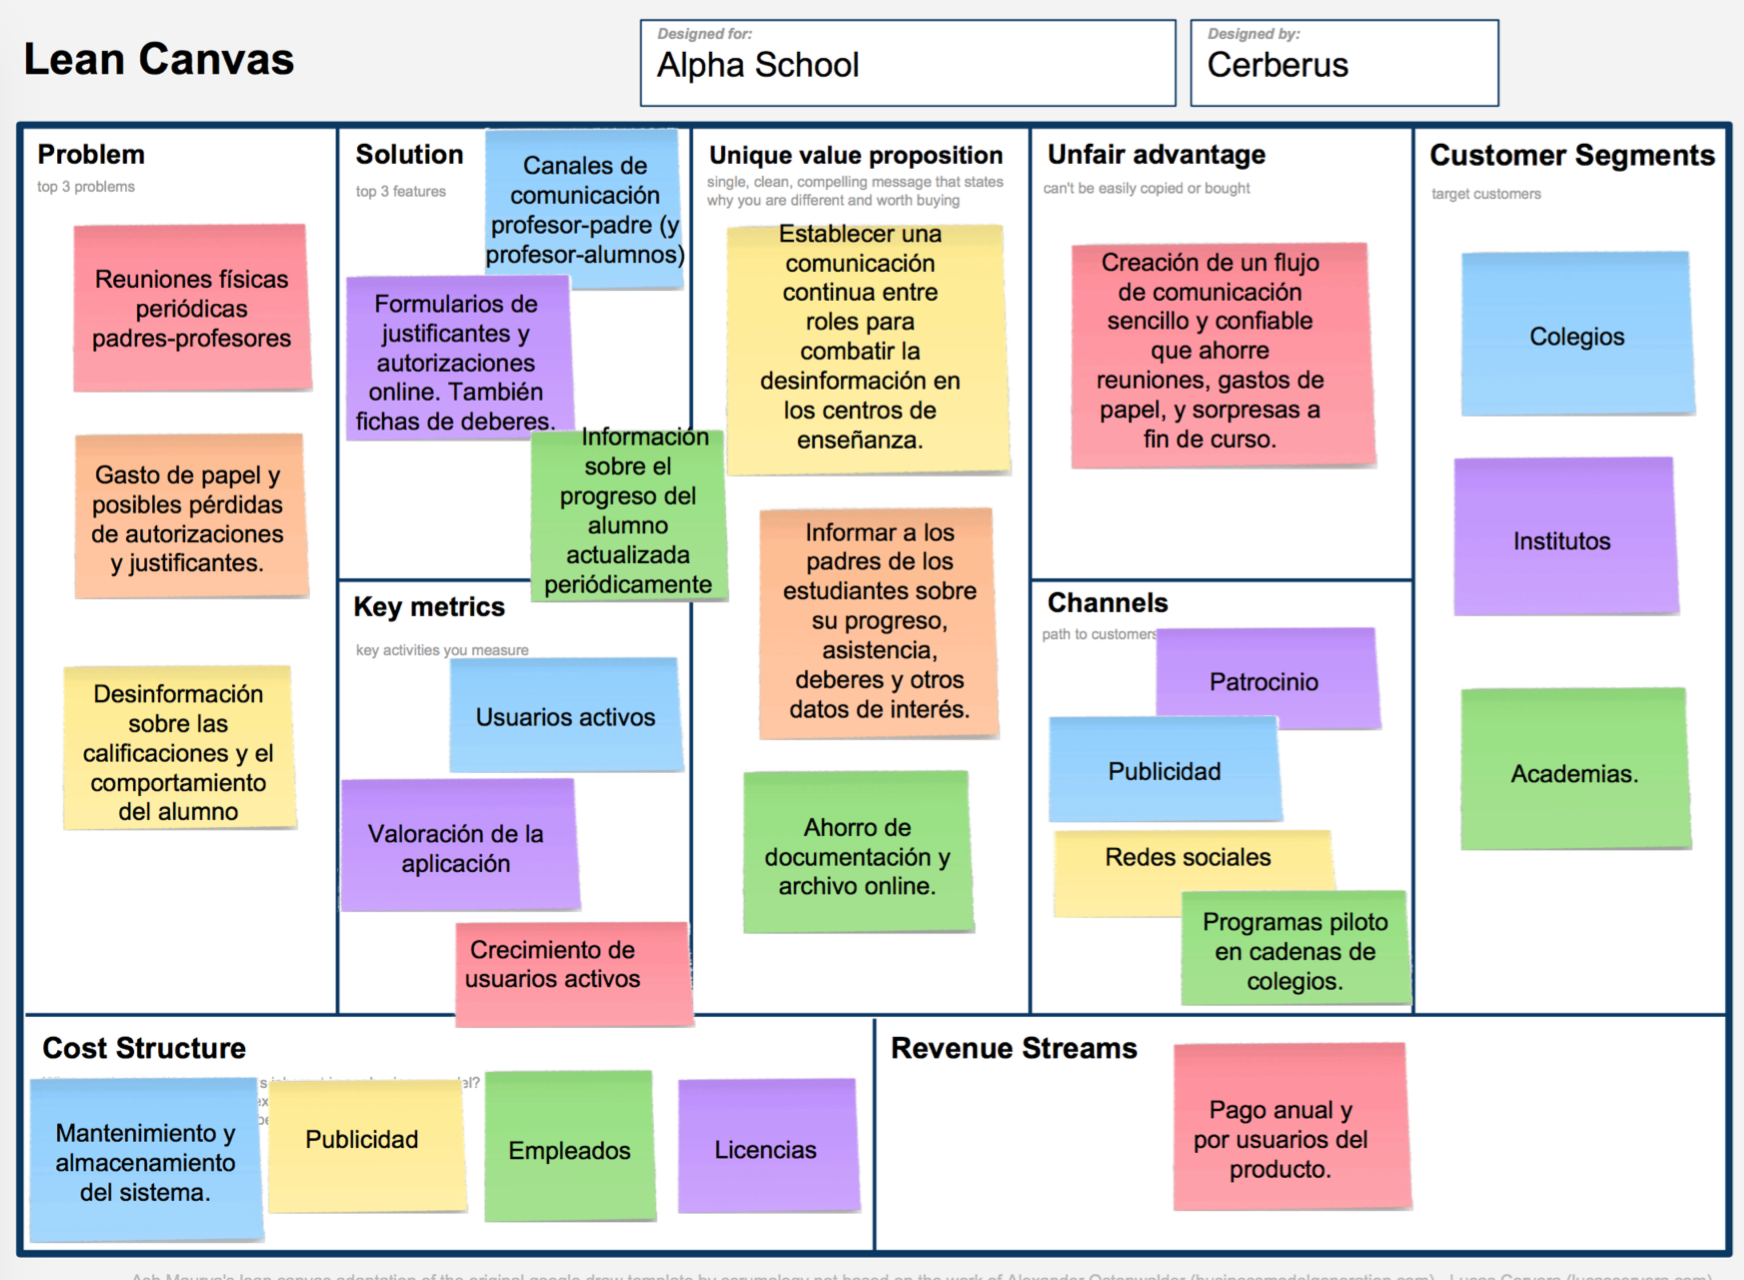 Lean Canvas
Designed for:
Alpha School
Designed by:
Cerberus
Problem
top 3 problems
Reuniones físicas
periódicas
padres-profesores
Gasto de papel y
posibles pérdidas
de autorizaciones
y justificantes.
Desinformación
sobre las
calificaciones y el
comportamiento
del alumno
Solution
top 3 features
Canales de
comunicación
profesor-padre (y
profesor-alumnos)
Formularios de
justificantes y
autorizaciones
online. También
fichas de deberes.
Información
sobre el
progreso del
alumno
actualizada
periódicamente
Key metrics
key activities you measure
Usuarios activos
Valoración de la
aplicación
Crecimiento de
usuarios activos
Unique value proposition
single, clean, compelling message that states
why you are different and worth buying
Establecer una
comunicación
continua entre
roles para
combatir la
desinformación en
los centros de
enseñanza.
Informar a los
padres de los
estudiantes sobre
su progreso,
asistencia,
deberes y otros
datos de interés.
Ahorro de
documentación y
archivo online.
Unfair advantage
can't be easily copied or bought
Creación de un flujo
de comunicación
sencillo y confiable
que ahorre
reuniones, gastos de
papel, y sorpresas a
fin de curso.
Channels
path to customers
Patrocinio
Publicidad
Redes sociales
Programas piloto
en cadenas de
colegios.
Customer Segments
target customers
Colegios
Institutos
Academias.
Cost Structure
Mantenimiento y
almacenamiento
del sistema.
Publicidad
Empleados
Licencias
Revenue Streams
Pago anual y
por usuarios del
producto.